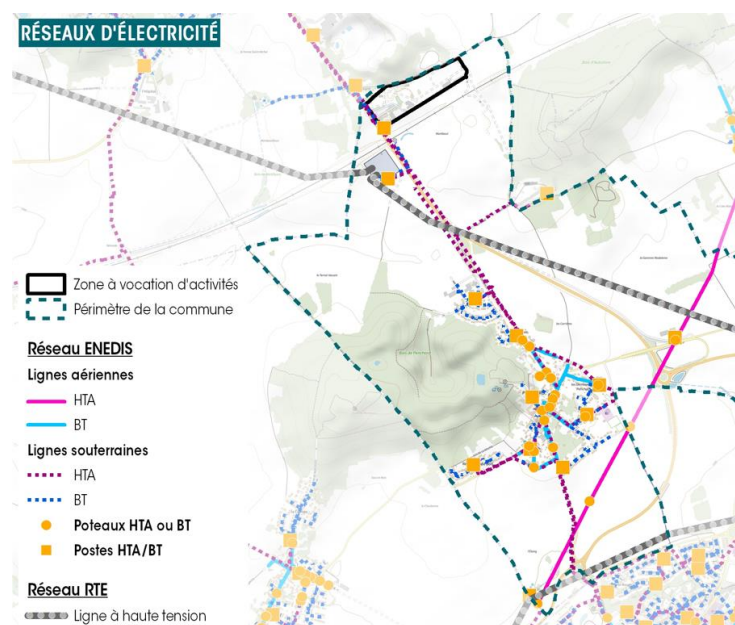 RÉSEAUX D'ÉLECTRICITÉ
Zone à vocation d'activités
Périmètre de la commune
Réseau ENEDIS
Lignes aériennes
HTA
BT
Lignes souterraines
HTA
BT
Poteaux HTA ou BT
Postes HTA/BT
Réseau RTE
Ligne à haute tension